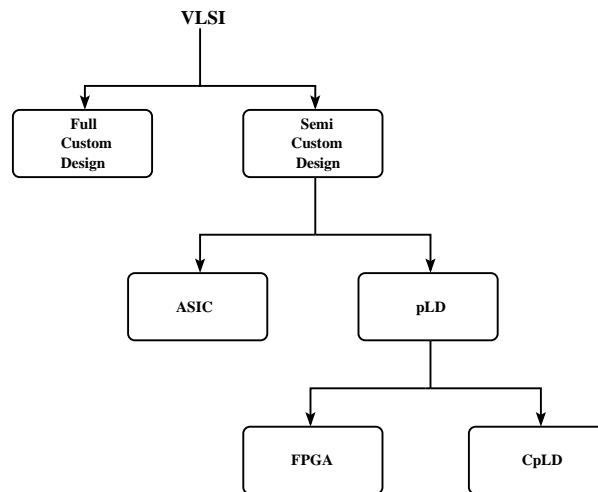 VLSI
Full
Custom
Design
Semi
Custom
Design
ASIC
pLD
FPGA
CpLD